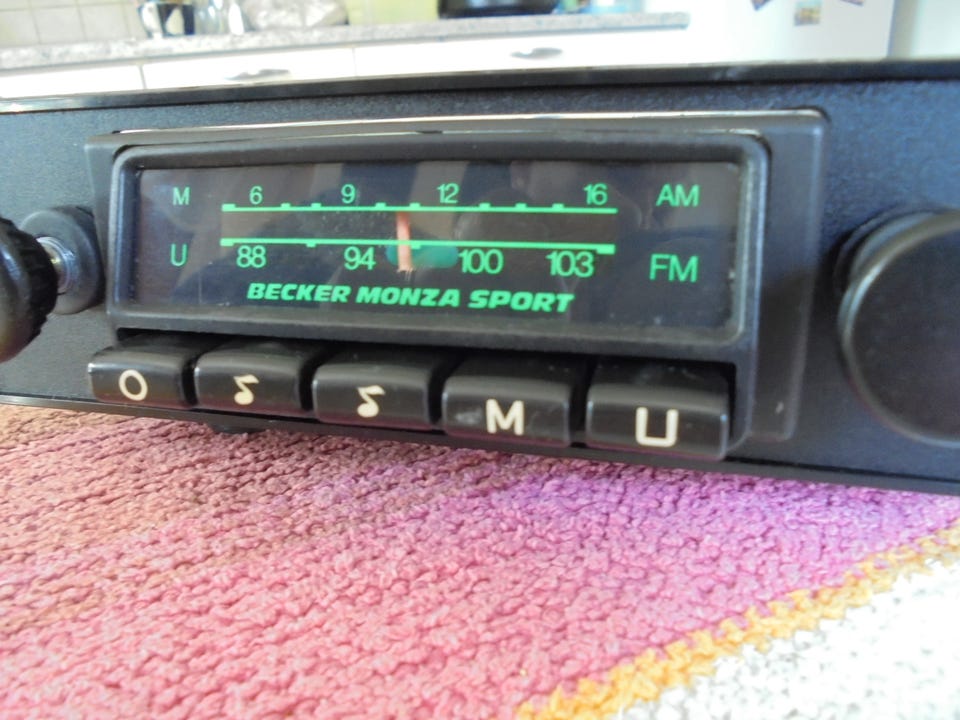 M 6 9 12 16 AM
U 88 94 100 103 FM
BECKER MONZA SPORT
O M U